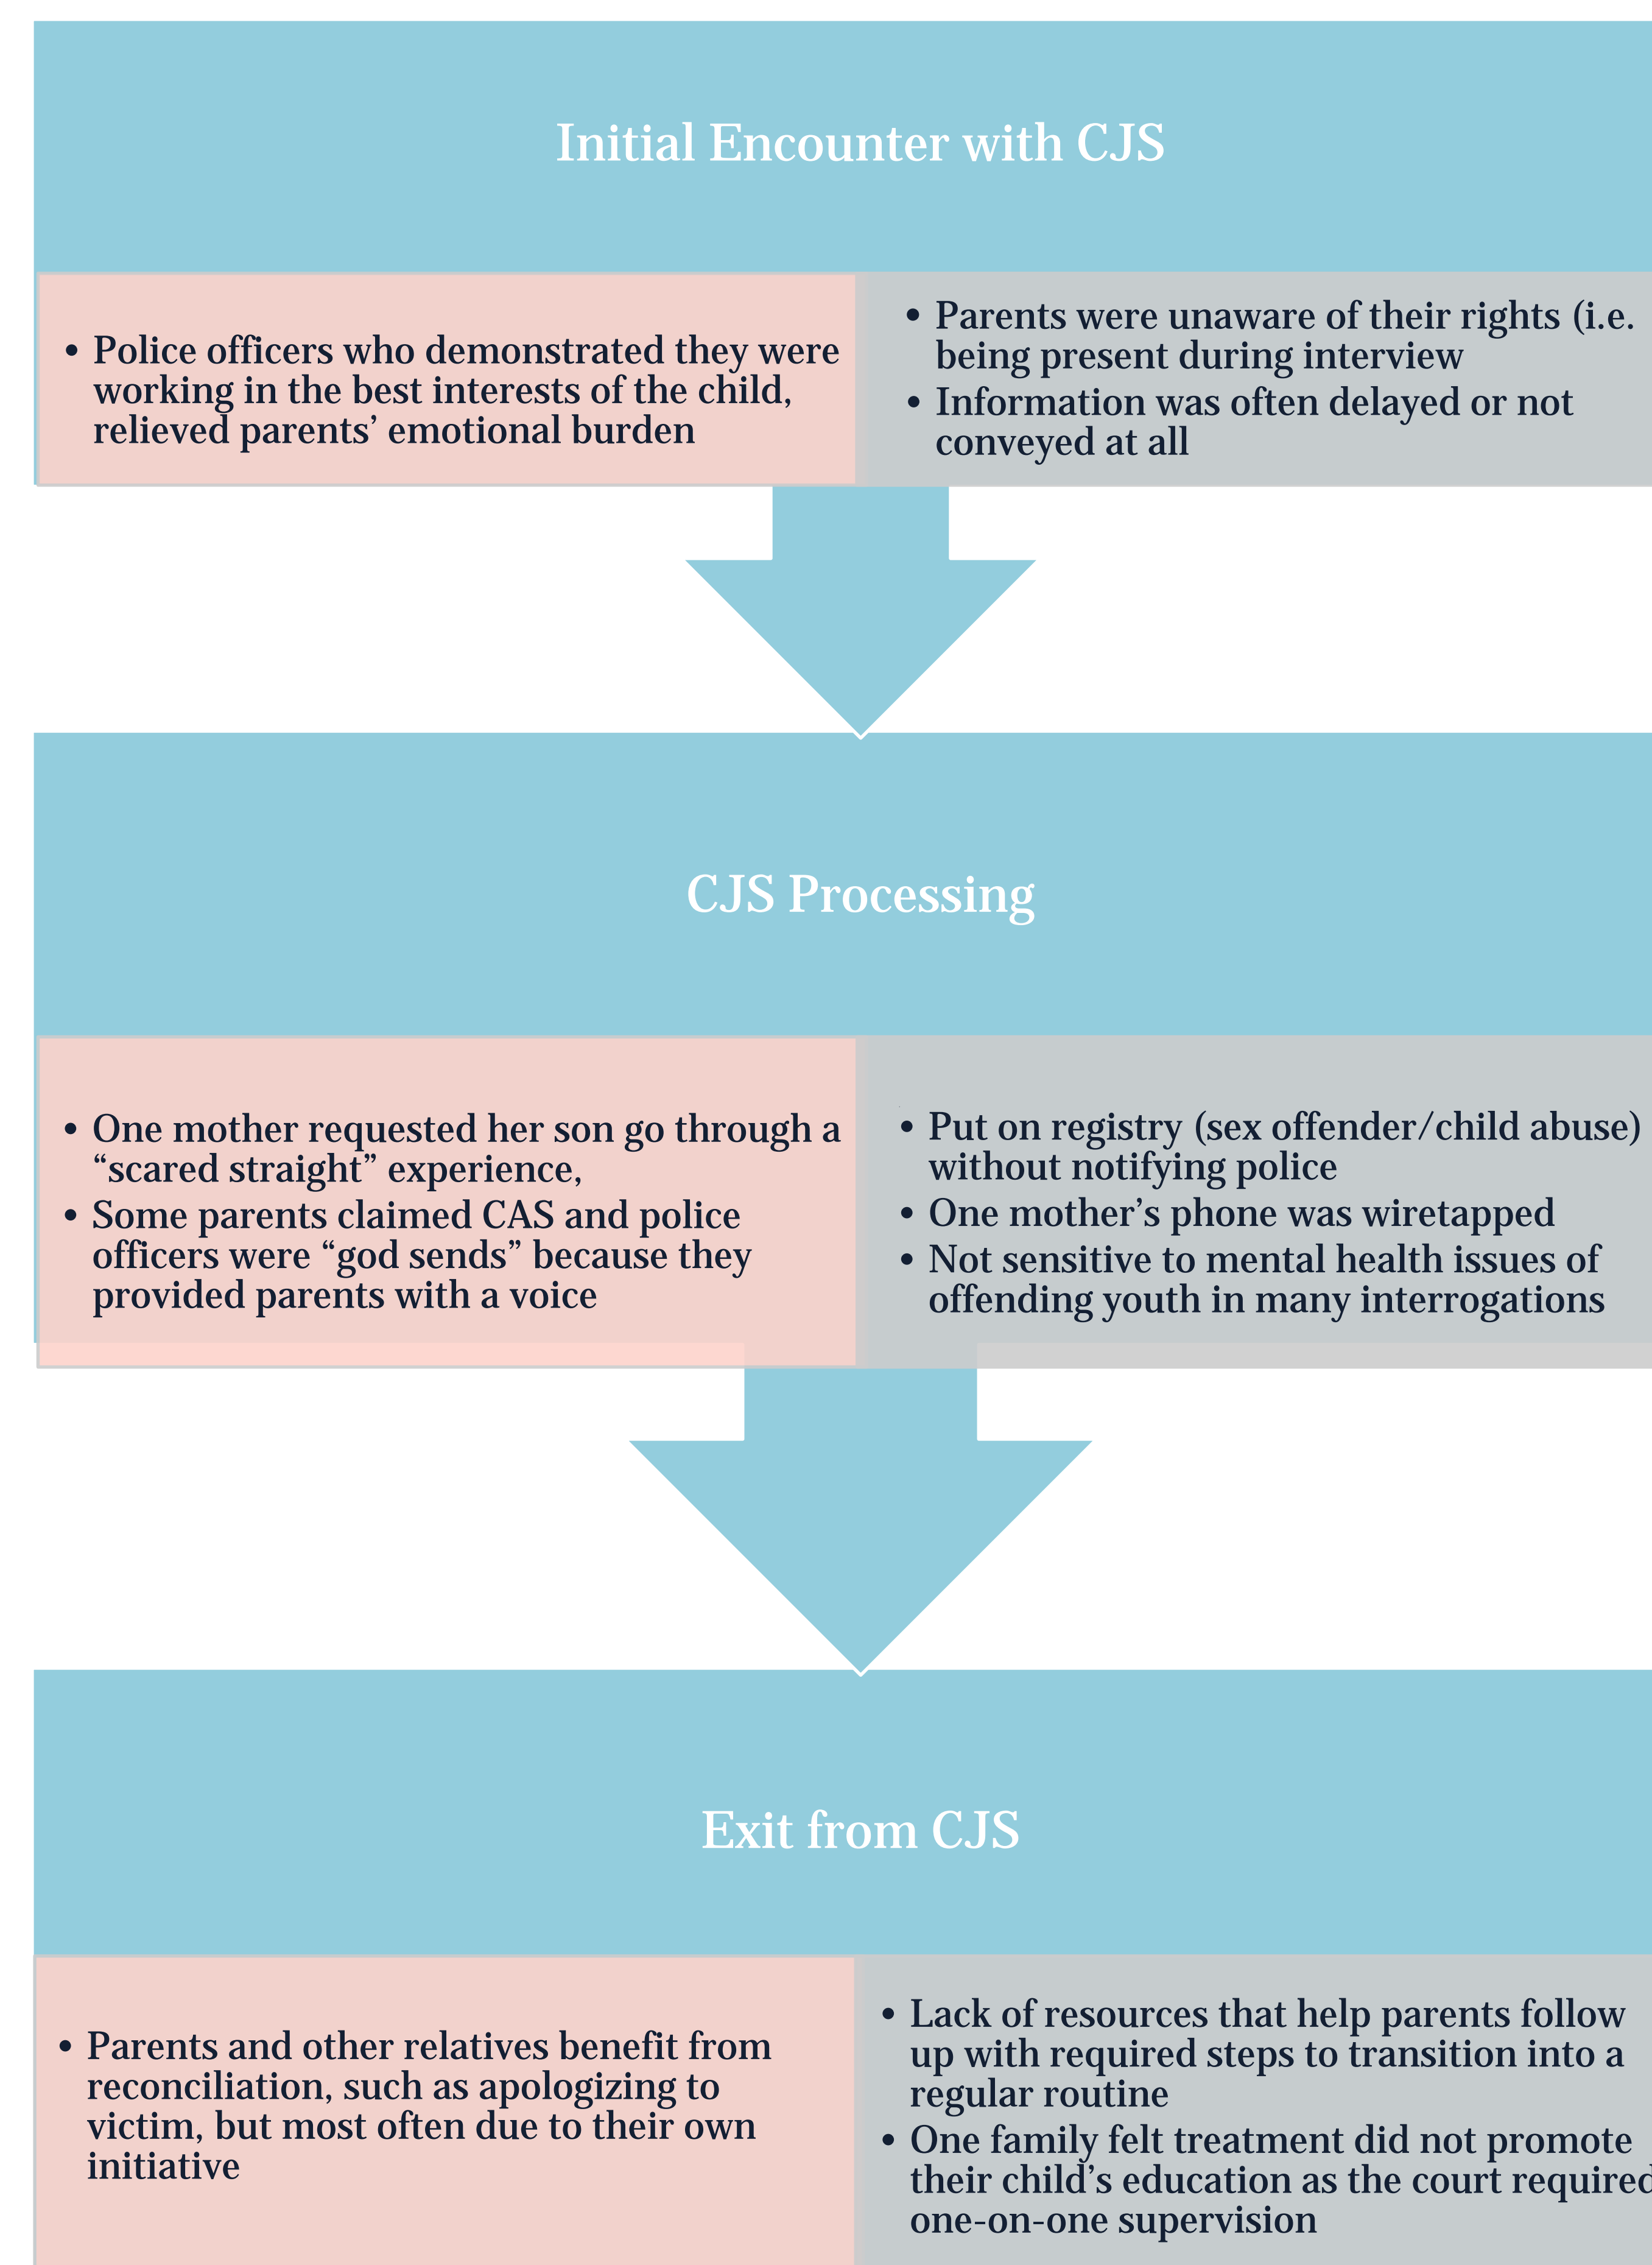 Initial Encounter with CJS
• Police officers who demonstrated they were
working in the best interests of the child,
relieved parents’ emotional burden
• Parents were unaware of their rights (i.e.
being present during interview
• Information was often delayed or not
conveyed at all
CJS Processing
• One mother requested her son go through a
“scared straight” experience,
• Some parents claimed CAS and police
officers were “god sends” because they
provided parents with a voice
• Put on registry (sex offender/child abuse)
without notifying police
• One mother’s phone was wiretapped
• Not sensitive to mental health issues of
offending youth in many interrogations
Exit from CJS
• Parents and other relatives benefit from
reconciliation, such as apologizing to
victim, but most often due to their own
initiative
• Lack of resources that help parents follow
up with required steps to transition into a
regular routine
• One family felt treatment did not promote
their child’s education as the court required
one-on-one supervision